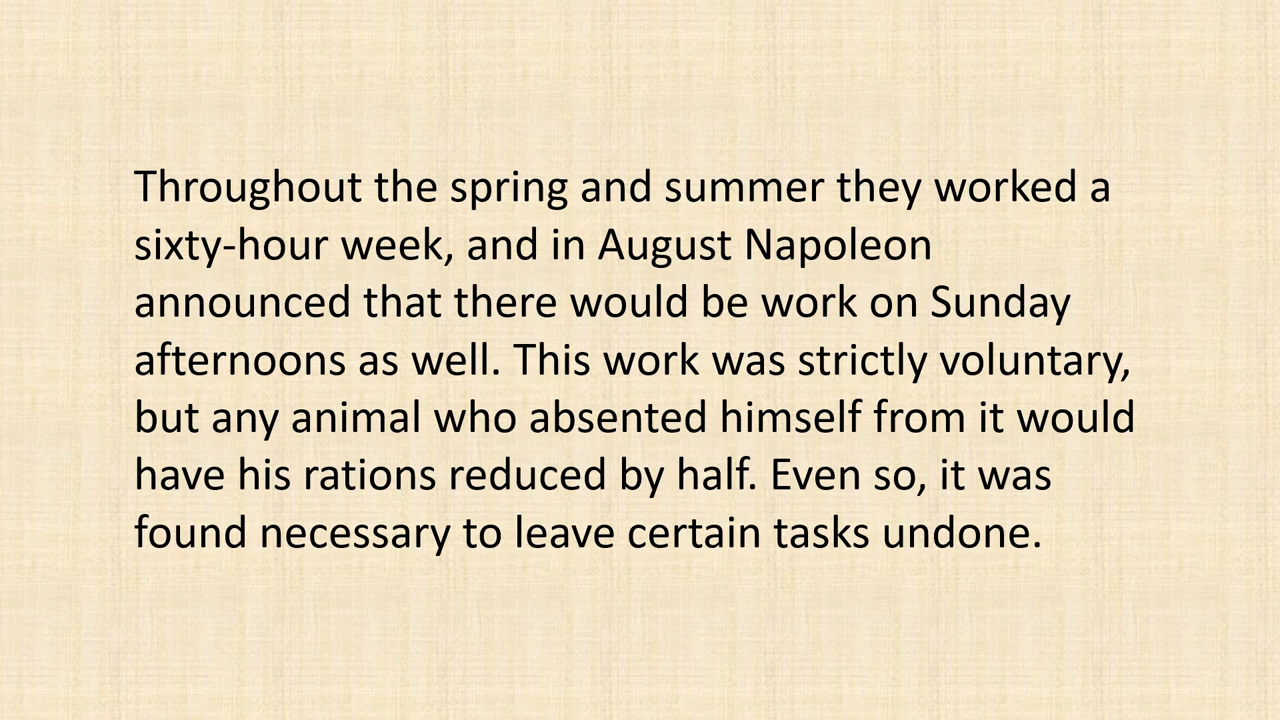 Throughout the spring and summer they worked a
sixty-hour week, and in August Napoleon
announced that there would be work on Sunday
afternoons as well. This work was strictly voluntary,
but any animal who absented himself from it would
have his rations reduced by half. Even so, it was
found necessary to leave certain tasks undone.